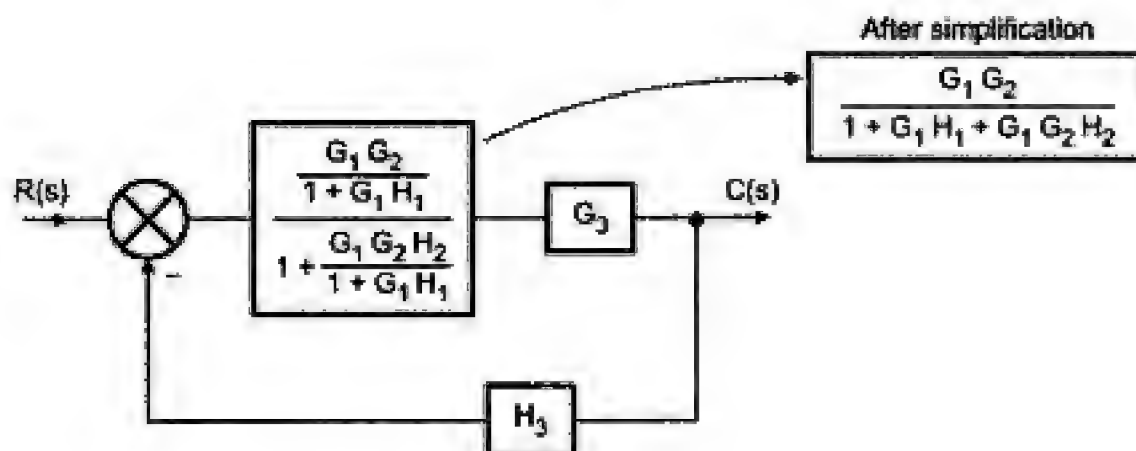 After simplification
G₁ G₂
1 + G₁ H₁ + G₁ G₂ H₂
R(s)
G₁ G₂
1 + G₁ H₁
1 + G₁ G₂ H₂
1 + G₁ H₁
G₃
C(s)
–
H₃